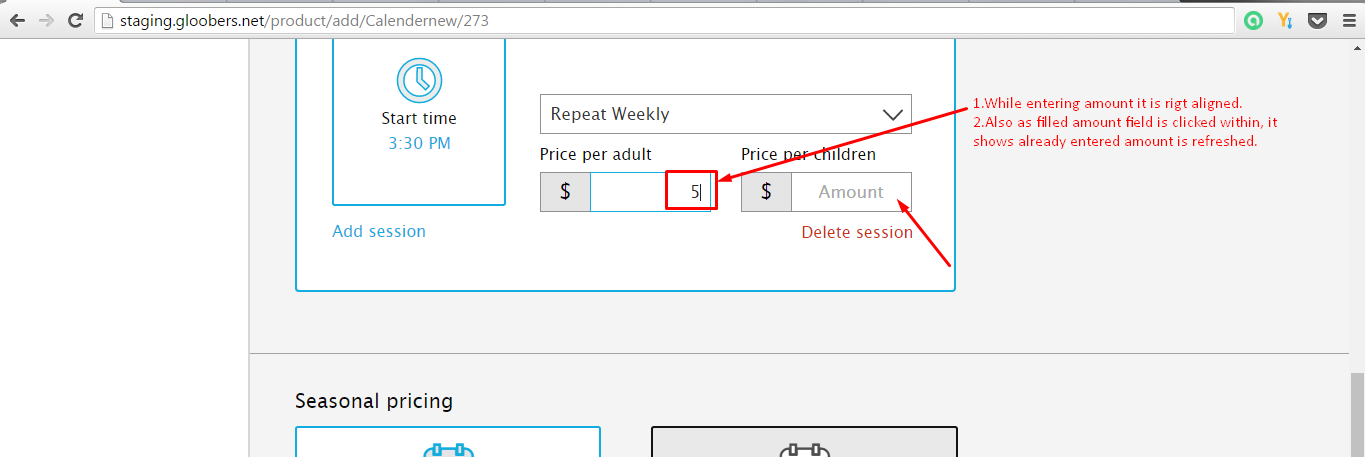 staging.gloobers.net/product/add/Calendernew/273
Start time
3:30 PM
Repeat Weekly
1.While entering amount it is rigt aligned.
2.Also as filled amount field is clicked within, it
shows already entered amount is refreshed.
Price per adult
Price per children
$ 5
$ Amount
Add session
Delete session
Seasonal pricing